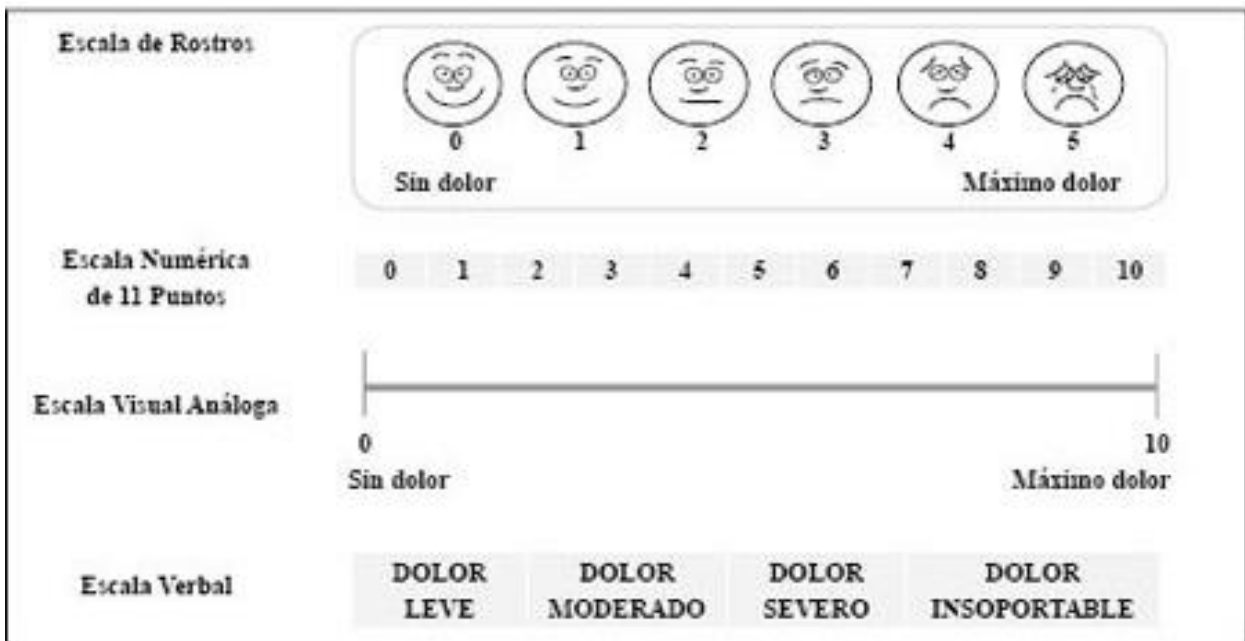 Escala de Rostros
0 1 2 3 4 5
Sin dolor Máximo dolor
Escala Numérica
de 11 Puntos
0 1 2 3 4 5 6 7 8 9 10
Escala Visual Análoga
0 10
Sin dolor Máximo dolor
Escala Verbal
DOLOR DOLOR DOLOR DOLOR
LEVE MODERADO SEVERO INSOPORTABLE